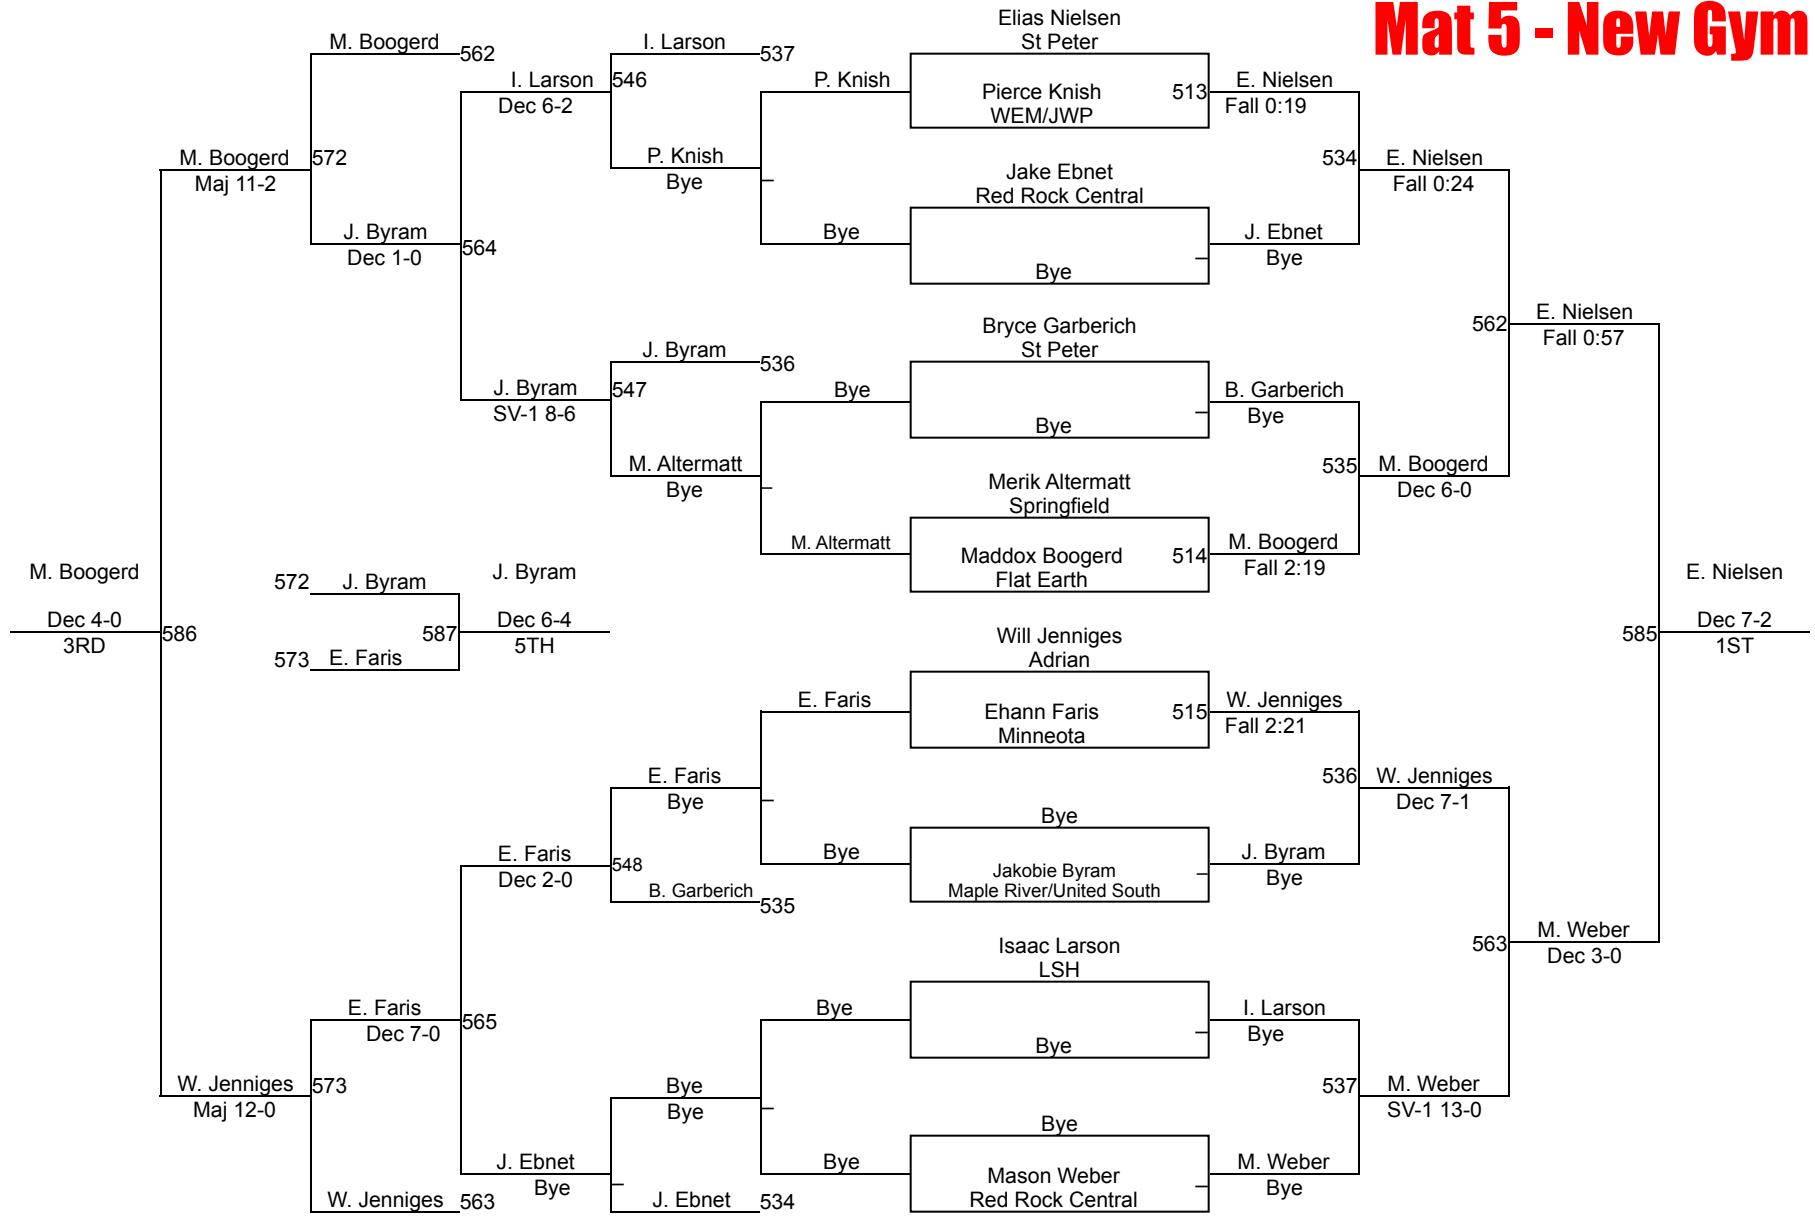 Mat 5 - New Gym
Elias Nielsen
St Peter
M. Boogerd
562
I. Larson
537
I. Larson
546
Dec 6-2
P. Knish
Pierce Knish
WEM/JWP
513
E. Nielsen
Fall 0:19
M. Boogerd
572
Maj 11-2
P. Knish
Bye
Jake Ebnet
Red Rock Central
534
E. Nielsen
Fall 0:24
J. Byram
Dec 1-0
564
Bye
Bye
J. Ebnet
Bye
Bryce Garberich
St Peter
562
E. Nielsen
Fall 0:57
J. Byram
536
J. Byram
547
SV-1 8-6
Bye
Bye
B. Garberich
Bye
M. Altermatt
Bye
Merik Altermatt
Springfield
535
M. Boogerd
Dec 6-0
M. Altermatt
Maddox Boogerd
Flat Earth
514
M. Boogerd
Fall 2:19
M. Boogerd
Dec 4-0
3RD
586
572
J. Byram
573
E. Faris
587
J. Byram
Dec 6-4
5TH
585
E. Nielsen
Dec 7-2
1ST
Will Jenniges
Adrian
E. Faris
Ehann Faris
Minneota
515
W. Jenniges
Fall 2:21
E. Faris
Bye
536
W. Jenniges
Dec 7-1
Bye
E. Faris
548
Dec 2-0
Bye
Jakobie Byram
Maple River/United South
J. Byram
Bye
B. Garberich
535
Isaac Larson
LSH
563
M. Weber
Dec 3-0
E. Faris
Dec 7-0
565
Bye
Bye
I. Larson
Bye
W. Jenniges
573
Maj 12-0
Bye
Bye
537
M. Weber
SV-1 13-0
Bye
J. Ebnet
Bye
Bye
Mason Weber
Red Rock Central
M. Weber
Bye
W. Jenniges
563
J. Ebnet
534